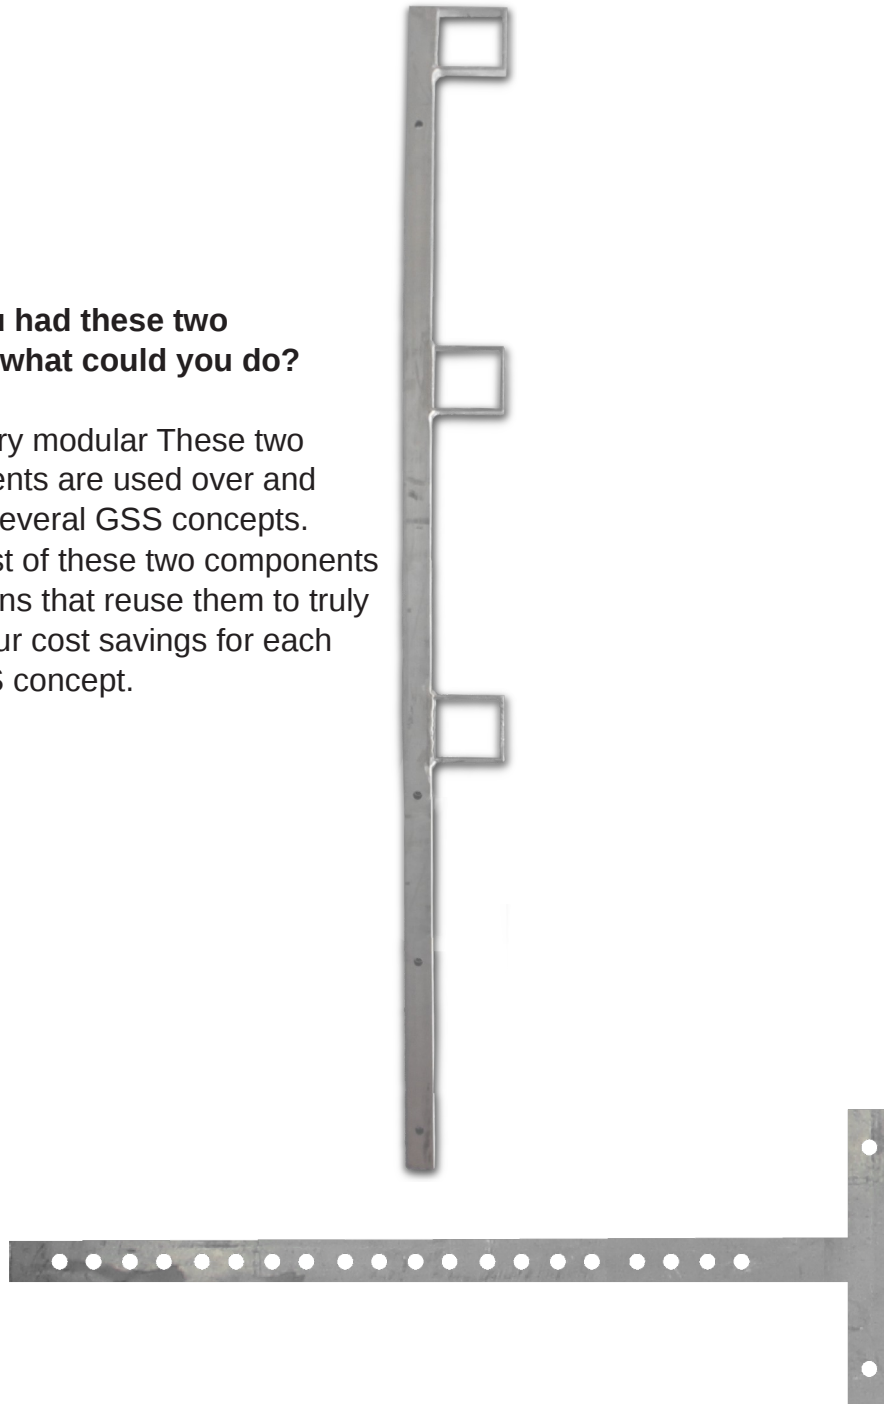 had these two
what could you do?
ry modular These two
ents are used over and
everal GSS concepts.
st of these two components
ns that reuse them to truly
ur cost savings for each
concept.